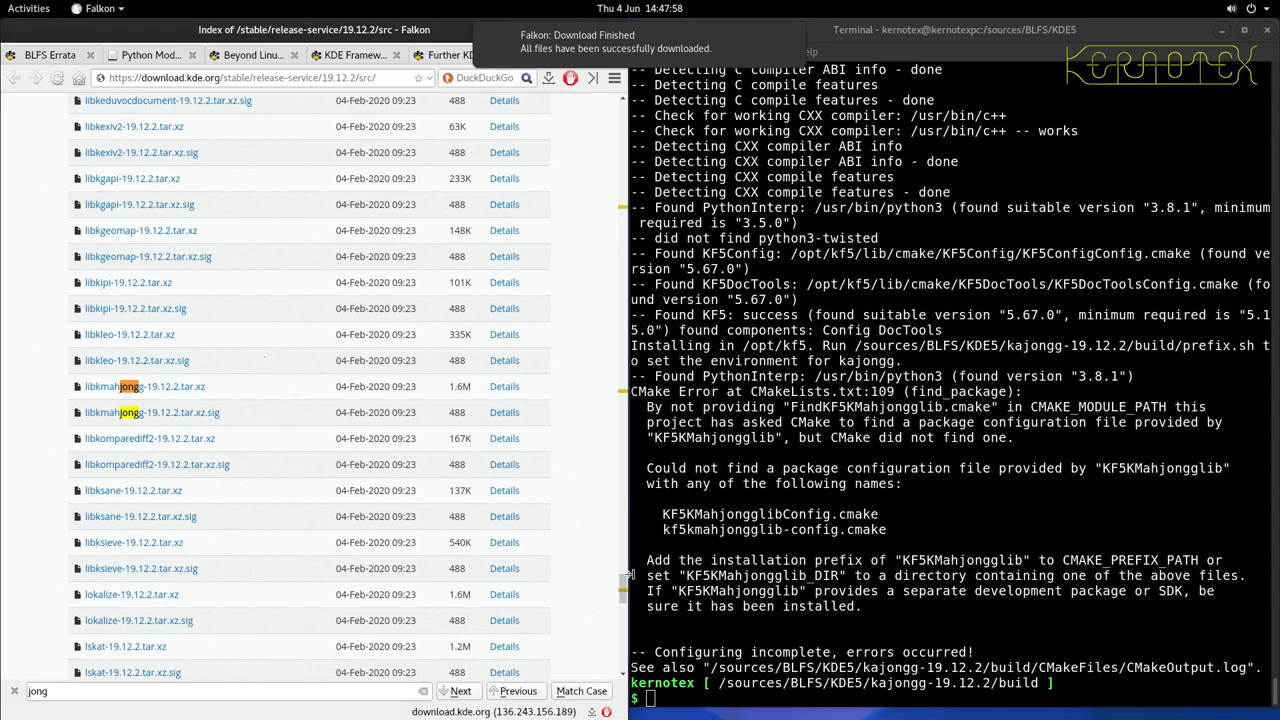 Activities
Falkon
Thu 4 Jun 14:47:58
Index of /stable/release-service/19.12.2/src/ - Falkon
Falkon: Download Finished
All files have been successfully downloaded.
Terminal - kernotex@kernotexpc:/sources/BLFS/KDE5
KERNOTEX
BLFS Errata
Python Mod...
Beyond Linu...
KDE Framew...
Further KD
https://download.kde.org/stable/release-service/19.12.2/src/
DuckDuckGo
libkeduvocdocument-19.12.2.tar.xz.sig 04-Feb-2020 09:23 488 Details
libkexiv2-19.12.2.tar.xz 04-Feb-2020 09:23 63K Details
libkexiv2-19.12.2.tar.xz.sig 04-Feb-2020 09:23 488 Details
libkgapi-19.12.2.tar.xz 04-Feb-2020 09:23 233K Details
libkgapi-19.12.2.tar.xz.sig 04-Feb-2020 09:23 488 Details
libkgeomap-19.12.2.tar.xz 04-Feb-2020 09:23 148K Details
libkgeomap-19.12.2.tar.xz.sig 04-Feb-2020 09:23 488 Details
libkipi-19.12.2.tar.xz 04-Feb-2020 09:23 101K Details
libkipi-19.12.2.tar.xz.sig 04-Feb-2020 09:23 488 Details
libkleo-19.12.2.tar.xz 04-Feb-2020 09:23 335K Details
libkleo-19.12.2.tar.xz.sig 04-Feb-2020 09:23 488 Details
libkmahjongg-19.12.2.tar.xz 04-Feb-2020 09:23 1.6M Details
libkmahjongg-19.12.2.tar.xz.sig 04-Feb-2020 09:23 488 Details
libkomparediff2-19.12.2.tar.xz 04-Feb-2020 09:23 167K Details
libkomparediff2-19.12.2.tar.xz.sig 04-Feb-2020 09:23 488 Details
libksane-19.12.2.tar.xz 04-Feb-2020 09:23 137K Details
libksane-19.12.2.tar.xz.sig 04-Feb-2020 09:23 488 Details
libksieve-19.12.2.tar.xz 04-Feb-2020 09:23 540K Details
libksieve-19.12.2.tar.xz.sig 04-Feb-2020 09:23 488 Details
lokalize-19.12.2.tar.xz 04-Feb-2020 09:23 1.6M Details
lokalize-19.12.2.tar.xz.sig 04-Feb-2020 09:23 488 Details
lskat-19.12.2.tar.xz 04-Feb-2020 09:23 1.2M Details
lskat-19.12.2.tar.xz.sig 04-Feb-2020 09:23 488 Details
jong
Next
Previous
Match Case
download.kde.org (136.243.156.189)
-- Detecting C compiler ABI info - done
-- Detecting C compile features
-- Detecting C compile features - done
-- Check for working CXX compiler: /usr/bin/c++
-- Check for working CXX compiler: /usr/bin/c++ -- works
-- Detecting CXX compiler ABI info
-- Detecting CXX compiler ABI info - done
-- Detecting CXX compile features
-- Detecting CXX compile features - done
-- Found PythonInterp: /usr/bin/python3 (found suitable version "3.8.1", minimum
 required is "3.5.0")
-- did not find python3-twisted
-- Found KF5Config: /opt/kf5/lib/cmake/KF5Config/KF5ConfigConfig.cmake (found ve
rsion "5.67.0")
-- Found KF5DocTools: /opt/kf5/lib/cmake/KF5DocTools/KF5DocToolsConfig.cmake (fo
und version "5.67.0")
-- Found KF5: success (found suitable version "5.67.0", minimum required is "5.1
5.0") found components: Config DocTools
Installing in /opt/kf5. Run /sources/BLFS/KDE5/kajongg-19.12.2/build/prefix.sh t
o set the environment for kajongg.
-- Found PythonInterp: /usr/bin/python3 (found version "3.8.1")
CMake Error at CMakeLists.txt:109 (find_package):
By not providing "FindKF5KMahjongglib.cmake" in CMAKE_MODULE_PATH this
project has asked CMake to find a package configuration file provided by
"KF5KMahjongglib", but CMake did not find one.
Could not find a package configuration file provided by "KF5KMahjongglib"
with any of the following names:
KF5KMahjongglibConfig.cmake
kf5kmahjongglib-config.cmake
Add the installation prefix of "KF5KMahjongglib" to CMAKE_PREFIX_PATH or
set "KF5KMahjongglib_DIR" to a directory containing one of the above files.
If "KF5KMahjongglib" provides a separate development package or SDK, be
sure it has been installed.
-- Configuring incomplete, errors occurred!
See also "/sources/BLFS/KDE5/kajongg-19.12.2/build/CMakeFiles/CMakeOutput.log".
kernotex [ /sources/BLFS/KDE5/kajongg-19.12.2/build ]
$